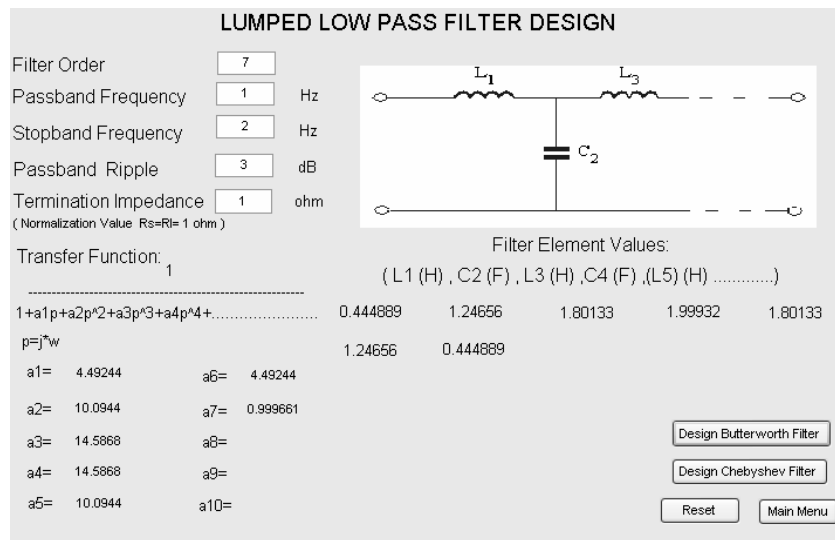 LUMPED LOW PASS FILTER DESIGN
Filter Order 7
Passband Frequency 1 Hz
Stopband Frequency 2 Hz
Passband Ripple 3 dB
Termination Impedance 1 ohm
( Normalization Value Rs=Rl= 1 ohm )
L1 L3
C2
Transfer Function:
1
------------------------------------------------------------
1+a1p+a2p^2+a3p^3+a4p^4+......................
p=j*w
a1= 4.49244 a6= 4.49244
a2= 10.0944 a7= 0.999661
a3= 14.5868 a8=
a4= 14.5868 a9=
a5= 10.0944 a10=
Filter Element Values:
( L1 (H) , C2 (F) , L3 (H) ,C4 (F) ,(L5) (H) .............)
0.444889 1.24656 1.80133 1.99932 1.80133
1.24656 0.444889
Design Butterworth Filter
Design Chebyshev Filter
Reset Main Menu